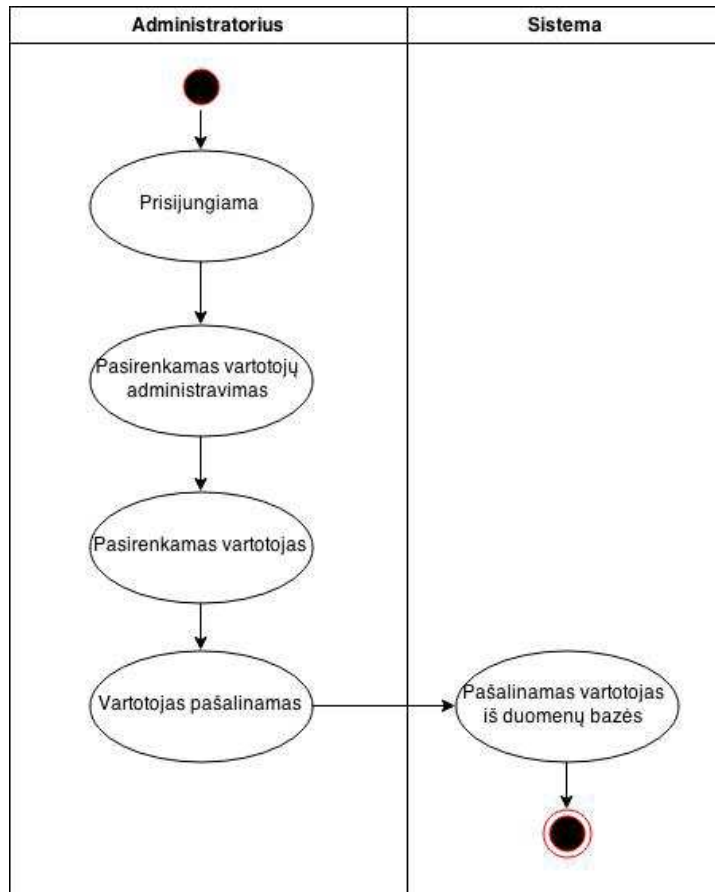 Administratorius
Sistema
Prisijungiama
Pasirenkamas vartotojų
administravimas
Pasirenkamas vartotojas
Vartotojas pašalinamas
Pašalinamas vartotojas
iš duomenų bazės